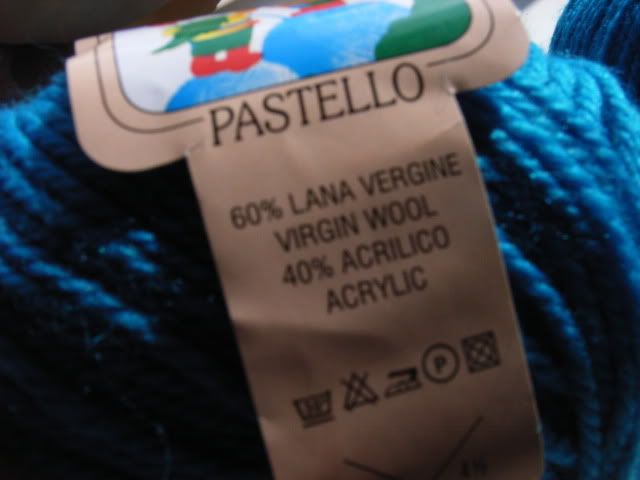 PASTELLO
60% LANA VERGINE
VIRGIN WOOL
40% ACRILICO
ACRYLIC
P